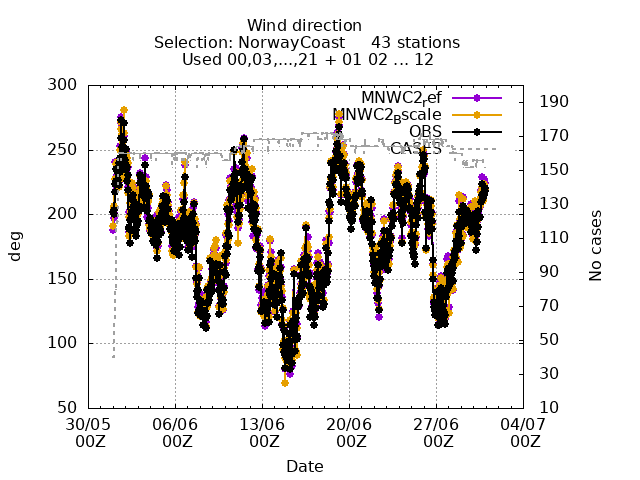 Wind direction
Selection: NorwayCoast 43 stations
Used 00,03,...,21 + 01 02 ... 12
MNWC2ref
MNWC2Bscale
OBS
CASES
300
250
200
150
100
50
deg
190
170
150
130
110
90
70
50
30
10
No cases
30/05 06/06 13/06 20/06 27/06 04/07
00Z 00Z 00Z 00Z 00Z 00Z
Date